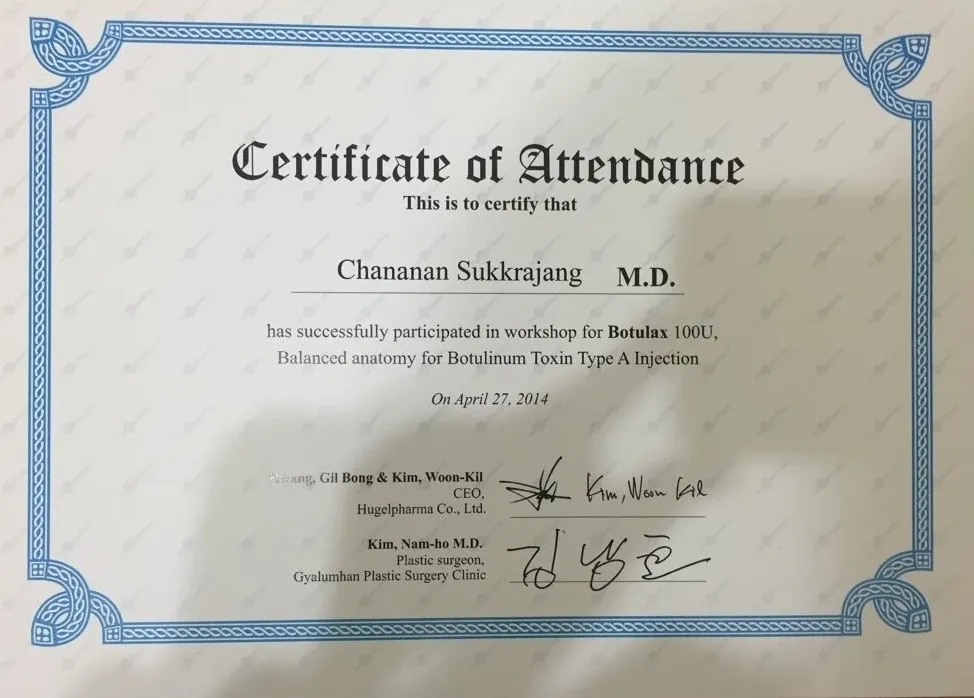 Certificate of Attendance
This is to certify that
Chananan Sukkrajang M.D.
has successfully participated in workshop for Botulax 100U,
Balanced anatomy for Botulinum Toxin Type A Injection
On April 27, 2014
Gil Bong & Kim, Woon-Kil
CEO,
Hugelpharma Co., Ltd.
Kim, Woon Kil
Kim, Nam-ho M.D.
Plastic surgeon,
Gyalumhan Plastic Surgery Clinic
김남호